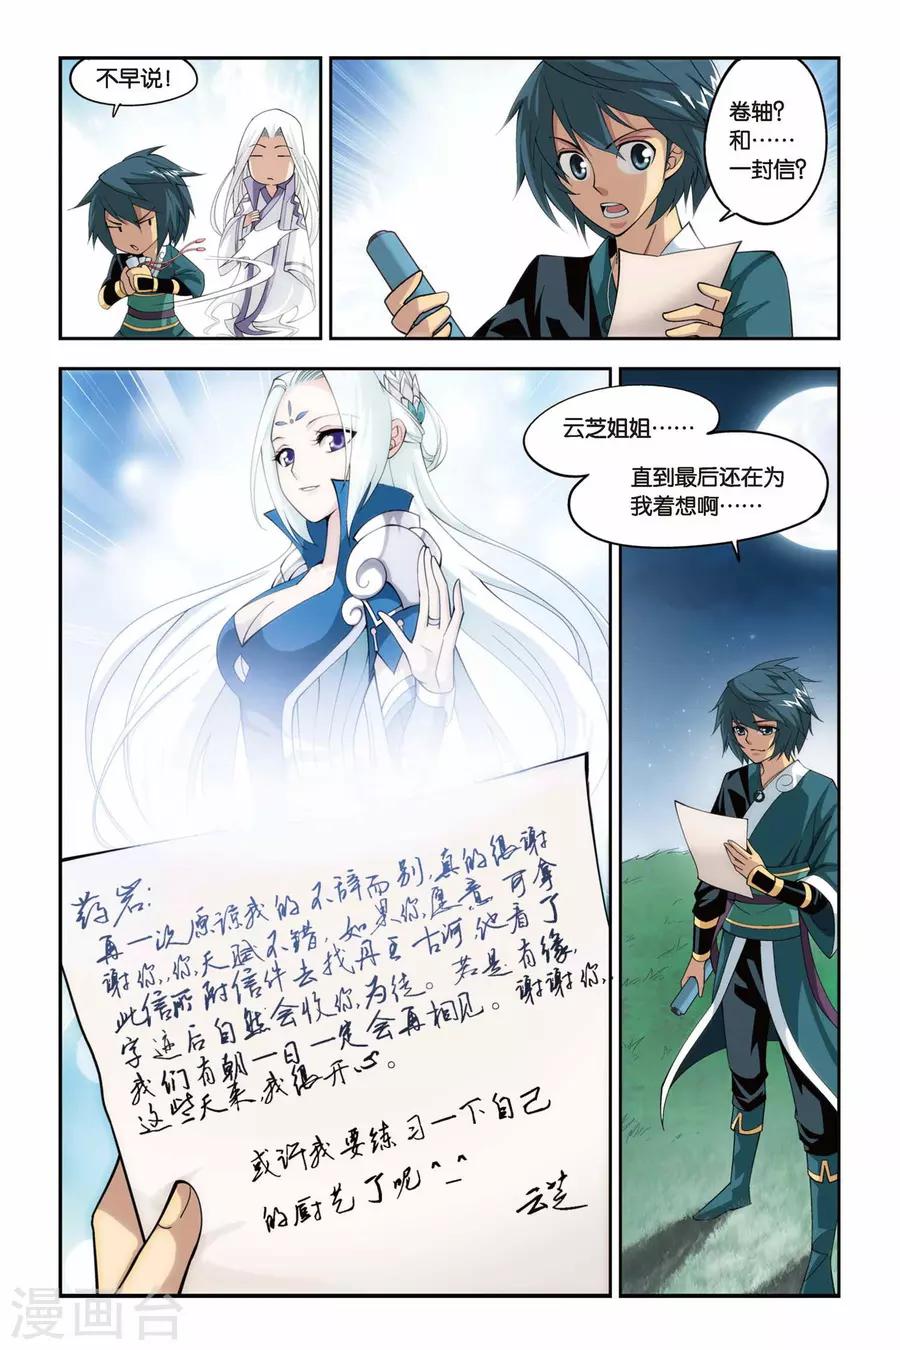 不早说！
卷轴？
和……
一封信？
云芝姐姐……
直到最后还在为
我着想啊……
药岩：
再一次原谅我的不辞而别，真的很谢
谢你，你天赋不错，如果你愿意可拿
此信所附信件去找丹王古河，他看了
字迹后自然会收你为徒。若是有缘，
我们有朝一日一定会再相见。谢谢你，
这些天来，我很开心。
或许我要练习一下自己
的厨艺了呢^_^
云芝
漫画台